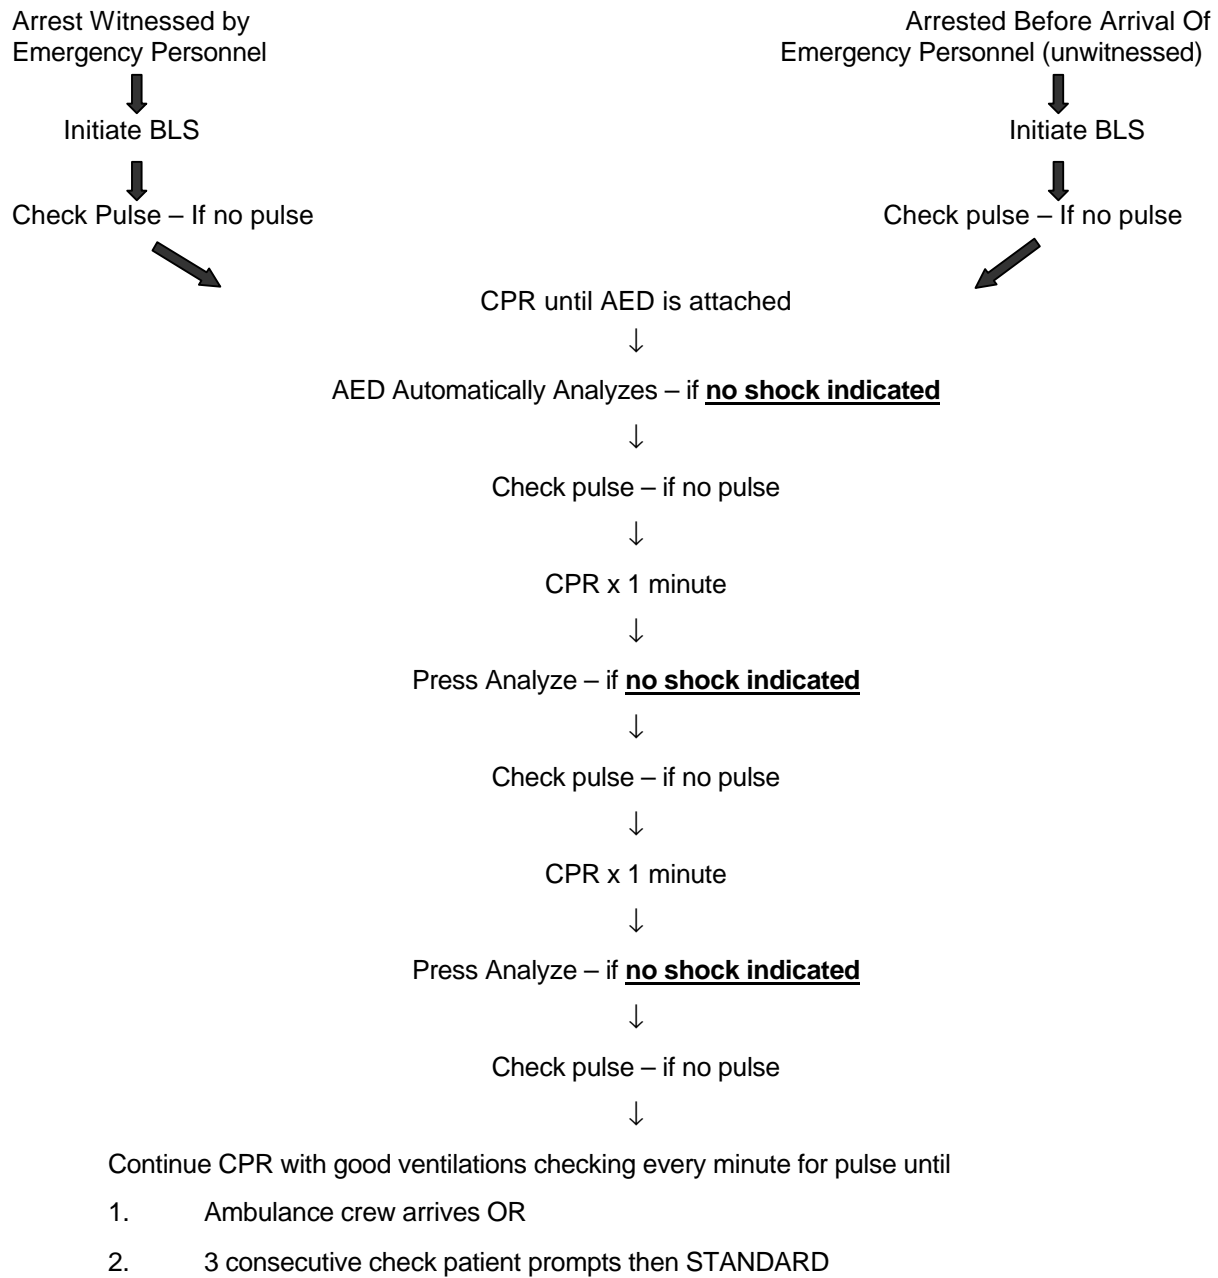 Arrest Witnessed by
Emergency Personnel
Arrested Before Arrival Of
Emergency Personnel (unwitnessed)
Initiate BLS
Initiate BLS
Check Pulse – If no pulse
Check pulse – If no pulse
CPR until AED is attached
↓
AED Automatically Analyzes – if no shock indicated
↓
Check pulse – if no pulse
↓
CPR x 1 minute
↓
Press Analyze – if no shock indicated
↓
Check pulse – if no pulse
↓
CPR x 1 minute
↓
Press Analyze – if no shock indicated
↓
Check pulse – if no pulse
↓
Continue CPR with good ventilations checking every minute for pulse until
1. Ambulance crew arrives OR
2. 3 consecutive check patient prompts then STANDARD